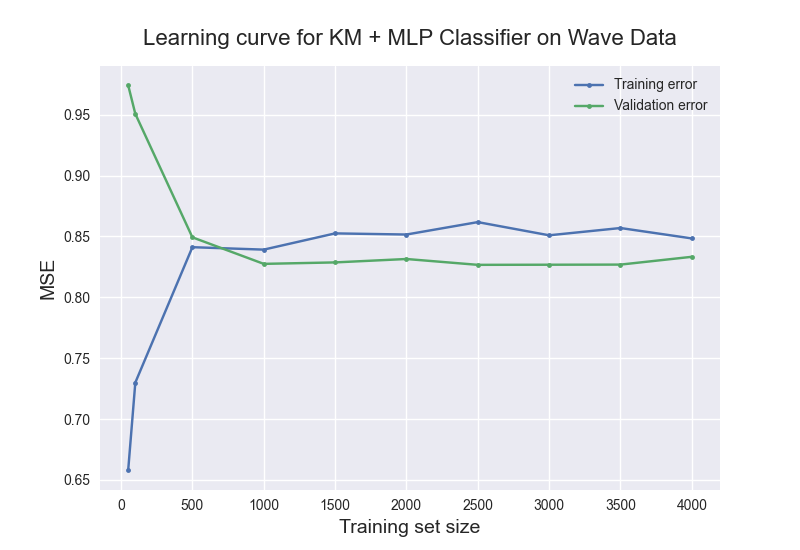 Learning curve for KM + MLP Classifier on Wave Data
Training error
Validation error
MSE
0.95
0.90
0.85
0.80
0.75
0.70
0.65
0 500 1000 1500 2000 2500 3000 3500 4000
Training set size